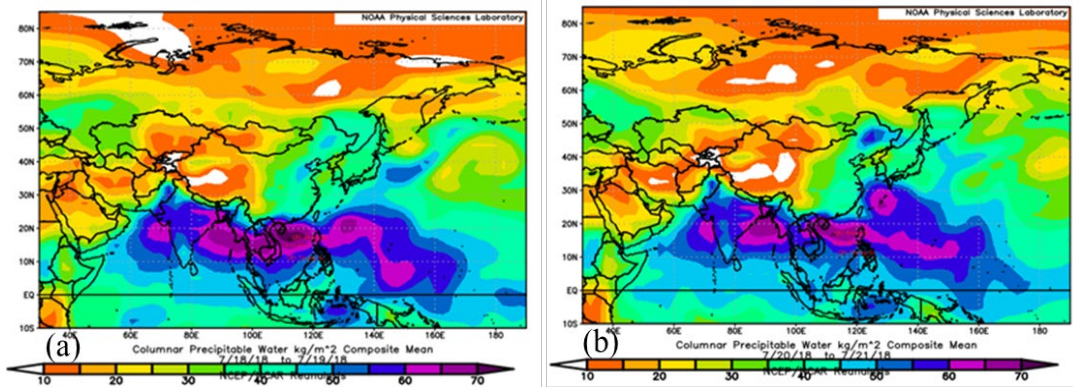 NOAA Physical Sciences Laboratory
80N
70N
60N
50N
40N
30N
20N
10N
EQ
10S
40E 60E 80E 100E 120E 140E 160E 180
(a)
Columnar Precipitable Water kg/m^2 Composite Mean
7/18/18 to 7/19/18
10 20 30 50 60 70
NOAA Physical Sciences Laboratory
80N
70N
60N
50N
40N
30N
20N
10N
EQ
10S
40E 60E 80E 100E 120E 140E 160E 180
(b)
Columnar Precipitable Water kg/m^2 Composite Mean
7/20/18 to 7/21/18
10 20 30 50 60 70